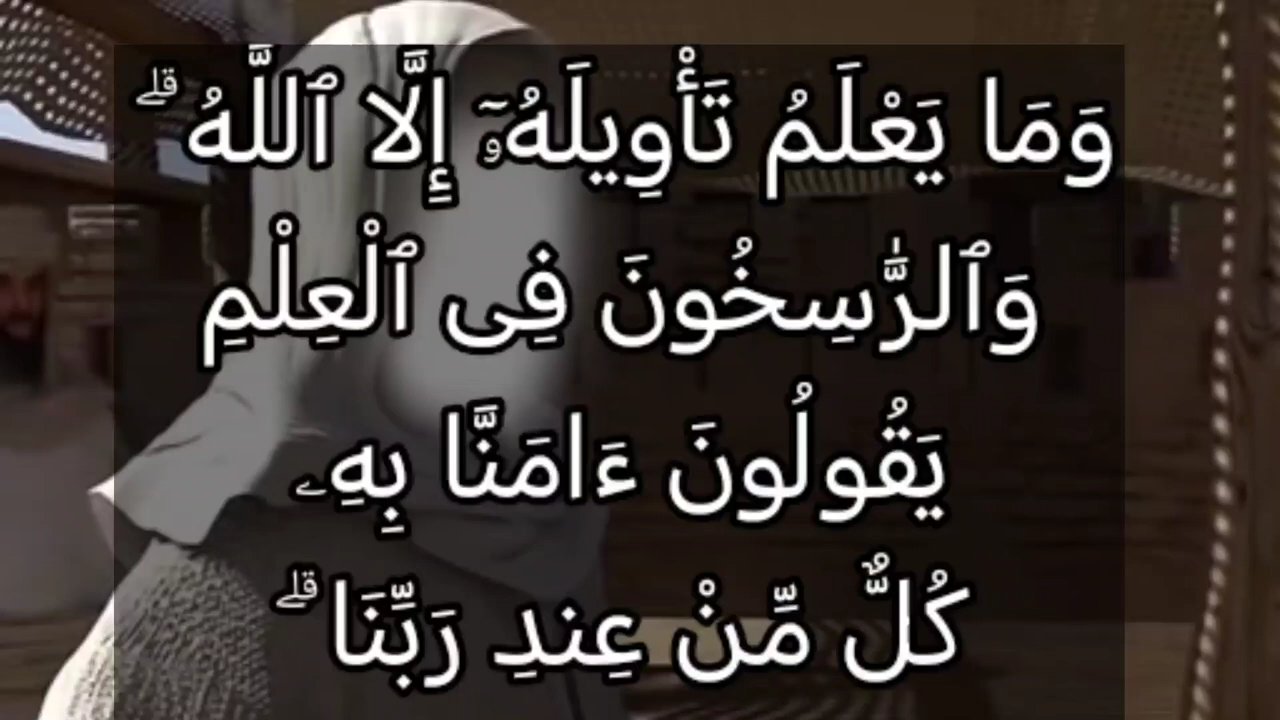 وَمَا يَعْلَمُ تَأْوِيلَهُۥٓ إِلَّا ٱللَّهُ ۗ
وَٱلرَّٰسِخُونَ فِى ٱلْعِلْمِ
يَقُولُونَ ءَامَنَّا بِهِۦ
كُلٌّ مِّنْ عِندِ رَبِّنَا ۗ